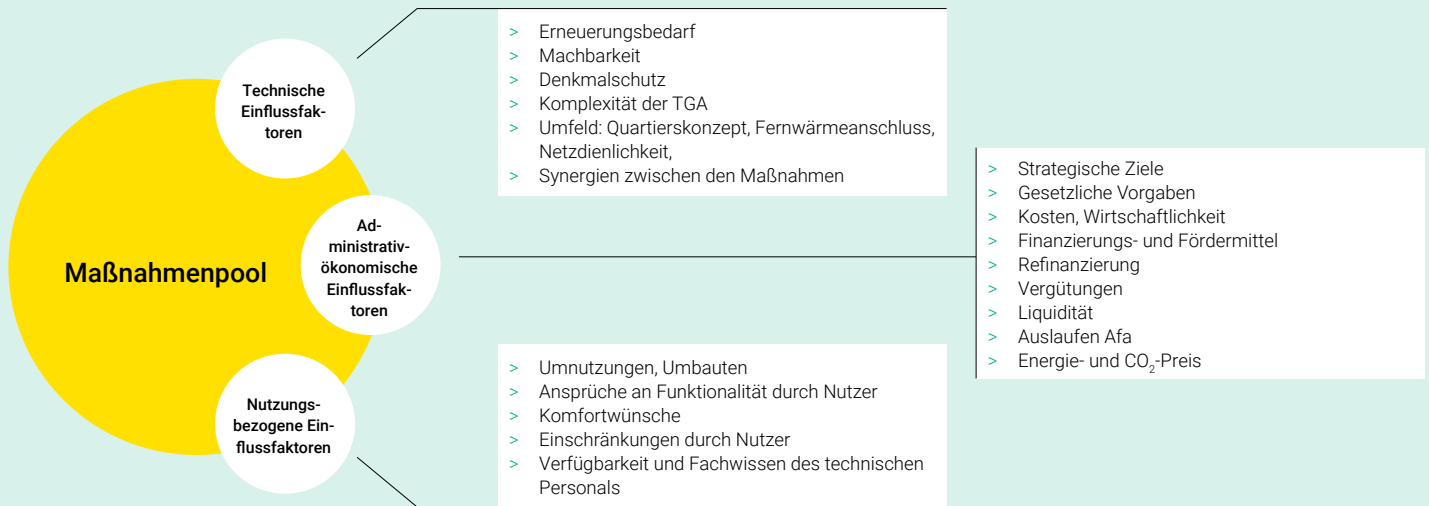 Technische
Einflussfak-
toren
> Erneuerungsbedarf
> Machbarkeit
> Denkmalschutz
> Komplexität der TGA
> Umfeld: Quartierskonzept, Fernwärmeanschluss,
Netzdienlichkeit,
> Synergien zwischen den Maßnahmen
Maßnahmenpool
Ad-
ministrativ-
ökonomische
Einflussfak-
toren
> Strategische Ziele
> Gesetzliche Vorgaben
> Kosten, Wirtschaftlichkeit
> Finanzierungs- und Fördermittel
> Refinanzierung
> Vergütungen
> Liquidität
> Auslaufen Afa
> Energie- und CO₂-Preis
Nutzungs-
bezogene Ein-
flussfaktoren
> Umnutzungen, Umbauten
> Ansprüche an Funktionalität durch Nutzer
> Komfortwünsche
> Einschränkungen durch Nutzer
> Verfügbarkeit und Fachwissen des technischen
Personals